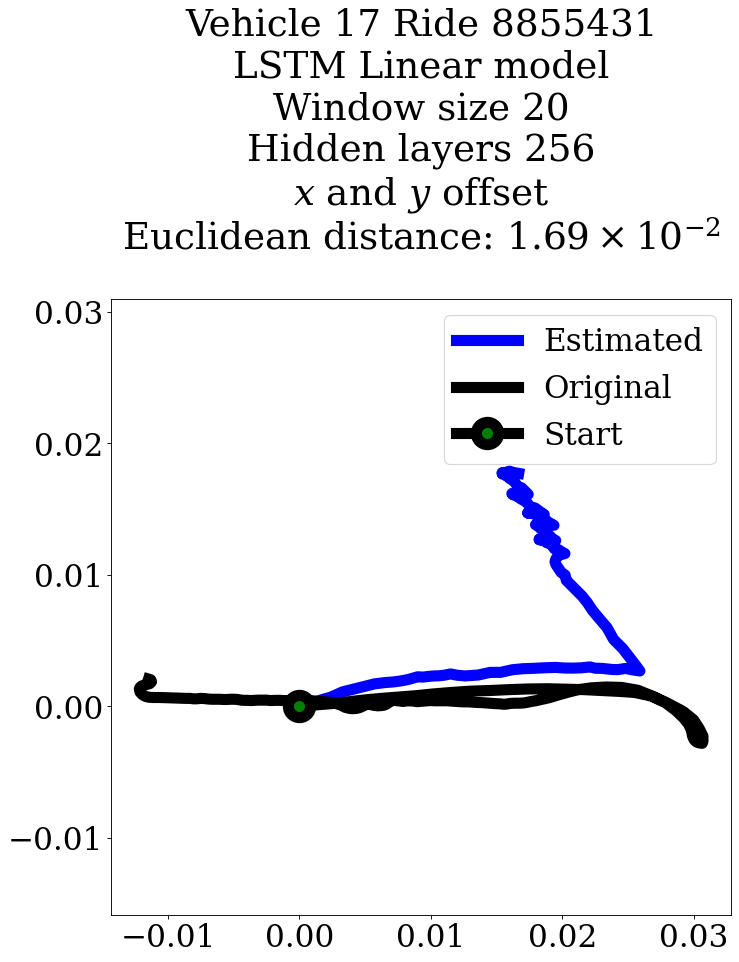 Vehicle 17 Ride 8855431
LSTM Linear model
Window size 20
Hidden layers 256
x and y offset
Euclidean distance: 1.69 × 10⁻²
0.03
0.02
0.01
0.00
−0.01
Estimated
Original
Start
−0.01 0.00 0.01 0.02 0.03